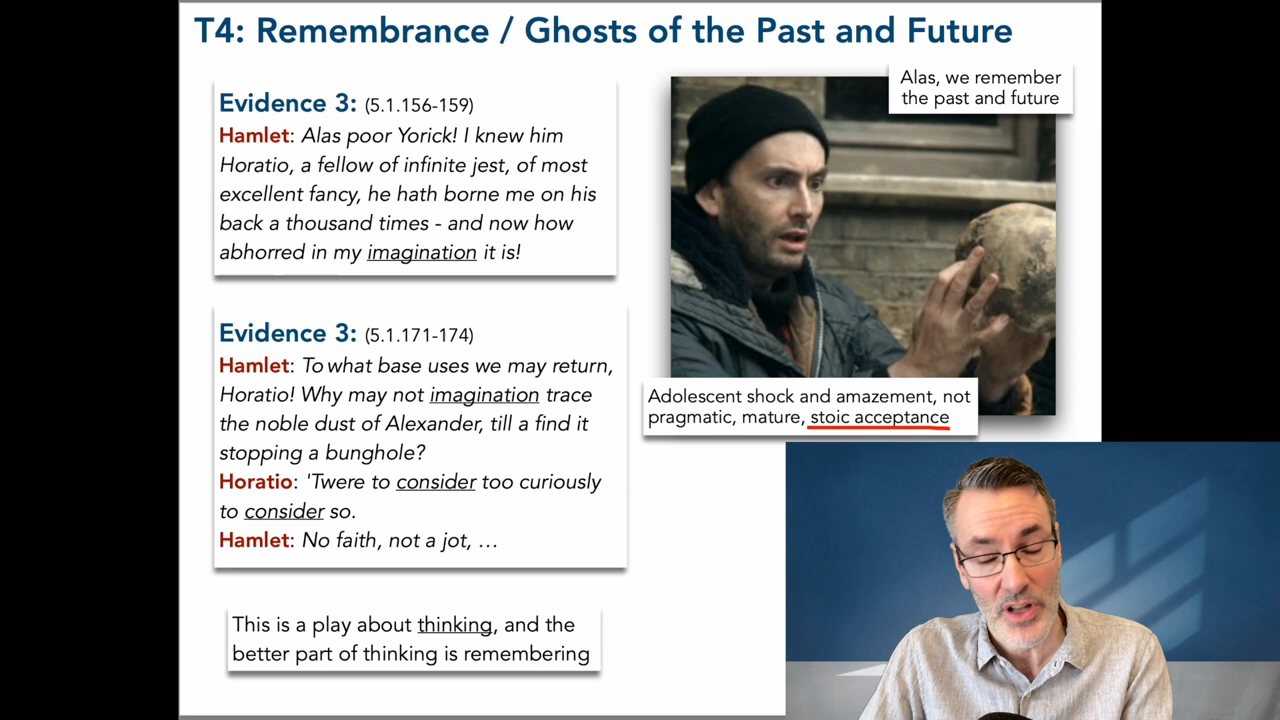 T4: Remembrance / Ghosts of the Past and Future
Alas, we remember
the past and future
Evidence 3: (5.1.156-159)
Hamlet: Alas poor Yorick! I knew him
Horatio, a fellow of infinite jest, of most
excellent fancy, he hath borne me on his
back a thousand times - and now how
abhorred in my imagination it is!
Adolescent shock and amazement, not
pragmatic, mature, stoic acceptance
Evidence 3: (5.1.171-174)
Hamlet: To what base uses we may return,
Horatio! Why may not imagination trace
the noble dust of Alexander, till a find it
stopping a bunghole?
Horatio: 'Twere to consider too curiously
to consider so.
Hamlet: No faith, not a jot, ...
This is a play about thinking, and the
better part of thinking is remembering